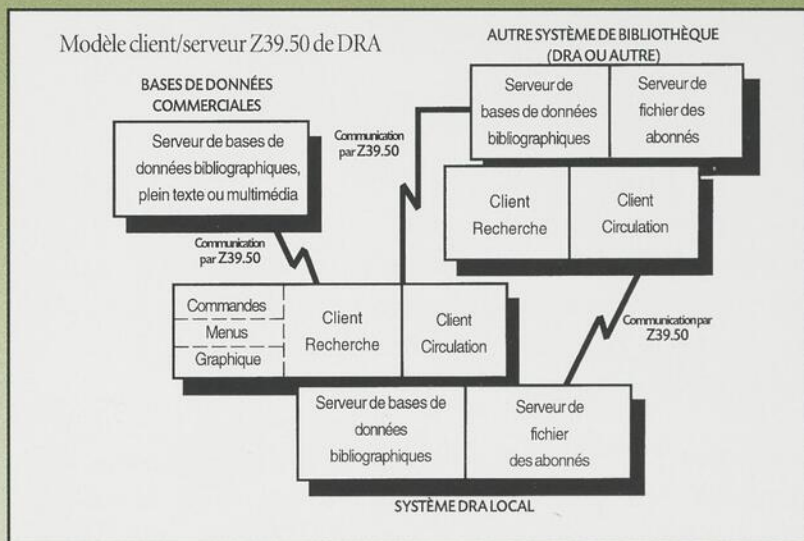 Modèle client/serveur Z39.50 de DRA
BASES DE DONNÉES
COMMERCIALES
Serveur de bases de
données bibliographiques,
plein texte ou multimédia
Communication
par Z39.50
AUTRE SYSTÈME DE BIBLIOTHÈQUE
(DRA OU AUTRE)
Serveur de
bases de données
bibliographiques
Serveur de
fichier des
abonnés
Communication
par Z39.50
Client
Recherche
Client
Circulation
Communication par
Z39.50
Commandes
Menus
Graphique
Client
Recherche
Client
Circulation
Serveur de bases de
données
bibliographiques
Serveur de
fichier
des abonnés
SYSTÈME DRA LOCAL